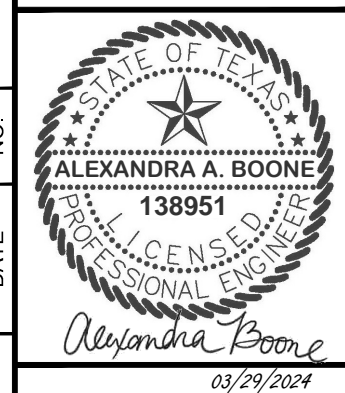 STATE OF TEXAS
ALEXANDRA A. BOONE
138951
LICENSED
PROFESSIONAL ENGINEER
Alexandra Boone
03/29/2024
NO.
DATE